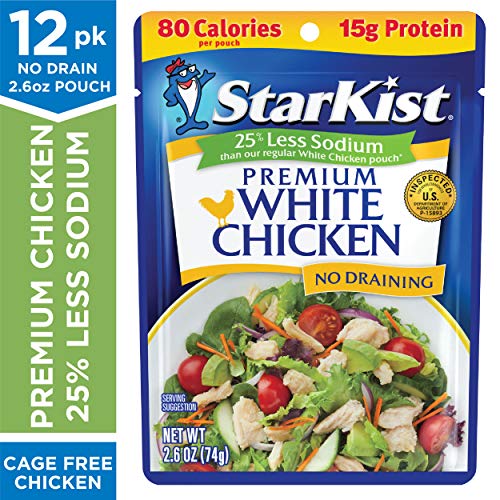 12 pk
NO DRAIN
2.6oz POUCH
PREMIUM CHICKEN
25% LESS SODIUM
CAGE FREE
CHICKEN
80 Calories
per pouch
15g Protein
StarKist®
25% Less Sodium
than our regular White Chicken pouch*
PREMIUM
WHITE
CHICKEN
NO DRAINING
INSPECTED
U.S.
DEPARTMENT OF
AGRICULTURE
P-15893
SERVING
SUGGESTION
NET WT
2.6 OZ (74g)